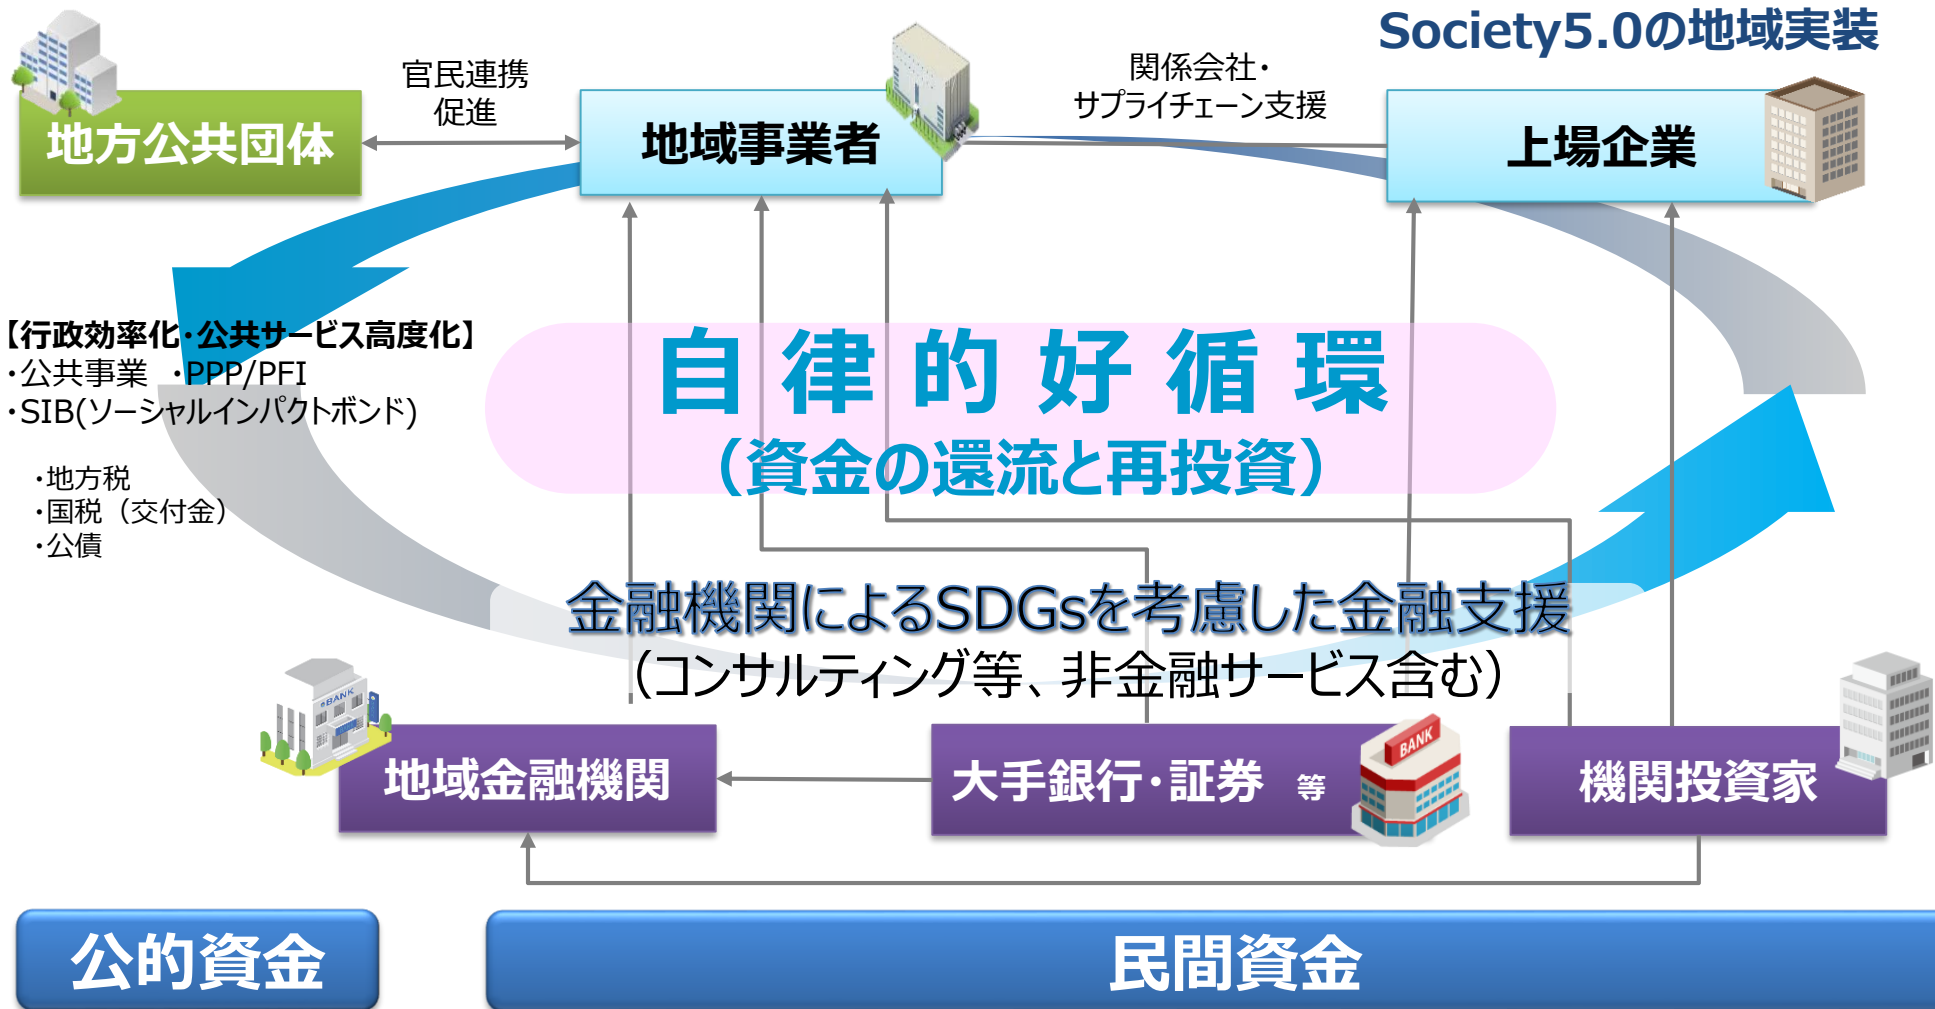 Society5.0の地域実装
官民連携
促進
関係会社・
サプライチェーン支援
地方公共団体
地域事業者
上場企業
【行政効率化・公共サービス高度化】
・公共事業 ・PPP/PFI
・SIB(ソーシャルインパクトボンド)
・地方税
・国税（交付金）
・公債
自律的好循環
（資金の還流と再投資）
金融機関によるSDGsを考慮した金融支援
（コンサルティング等、非金融サービス含む）
BANK
BANK
地域金融機関
大手銀行・証券 等
機関投資家
公的資金
民間資金